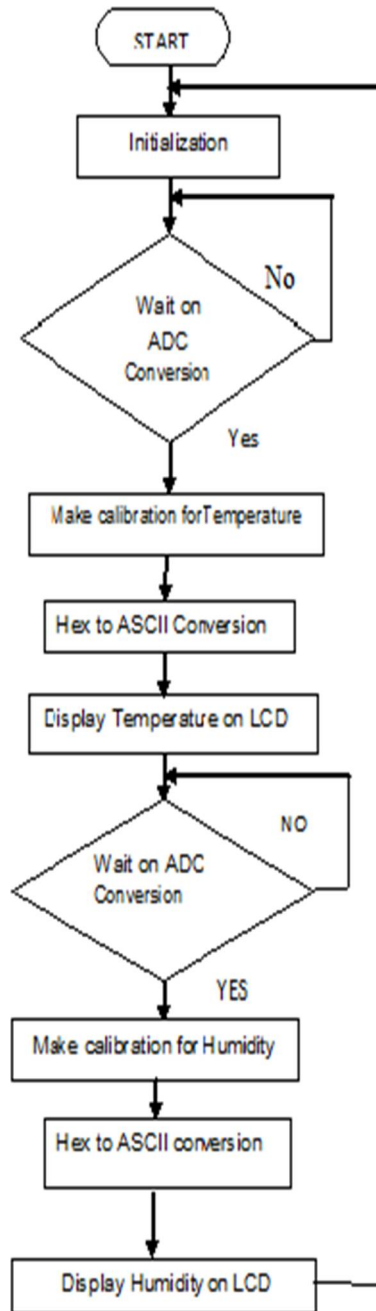 START
Initialization
No
Wait on
ADC
Conversion
Yes
Make calibration forTemperature
Hex to ASCII Conversion
Display Temperature on LCD
NO
Wait on ADC
Conversion
YES
Make calibration for Humidity
Hex to ASCII conversion
Display Humidity on LCD